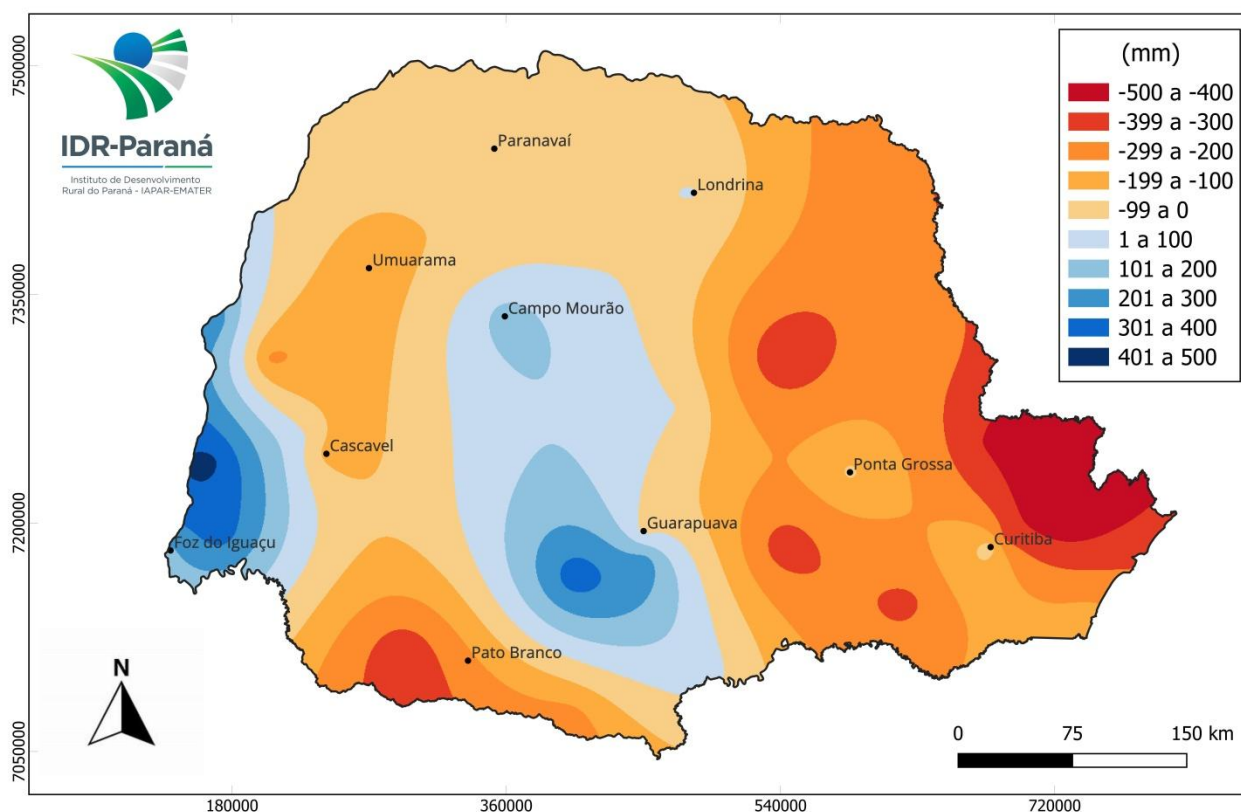 IDR-Paraná
Instituto de Desenvolvimento
Rural do Paraná - IAPAR-EMATER
(mm)
-500 a -400
-399 a -300
-299 a -200
-199 a -100
-99 a 0
1 a 100
101 a 200
201 a 300
301 a 400
401 a 500
Paranavaí
Londrina
Umuarama
Campo Mourão
Cascavel
Ponta Grossa
Guarapuava
Foz do Iguaçu
Curitiba
Pato Branco
N
0 75 150 km
7500000
7350000
7200000
7050000
180000 360000 540000 720000